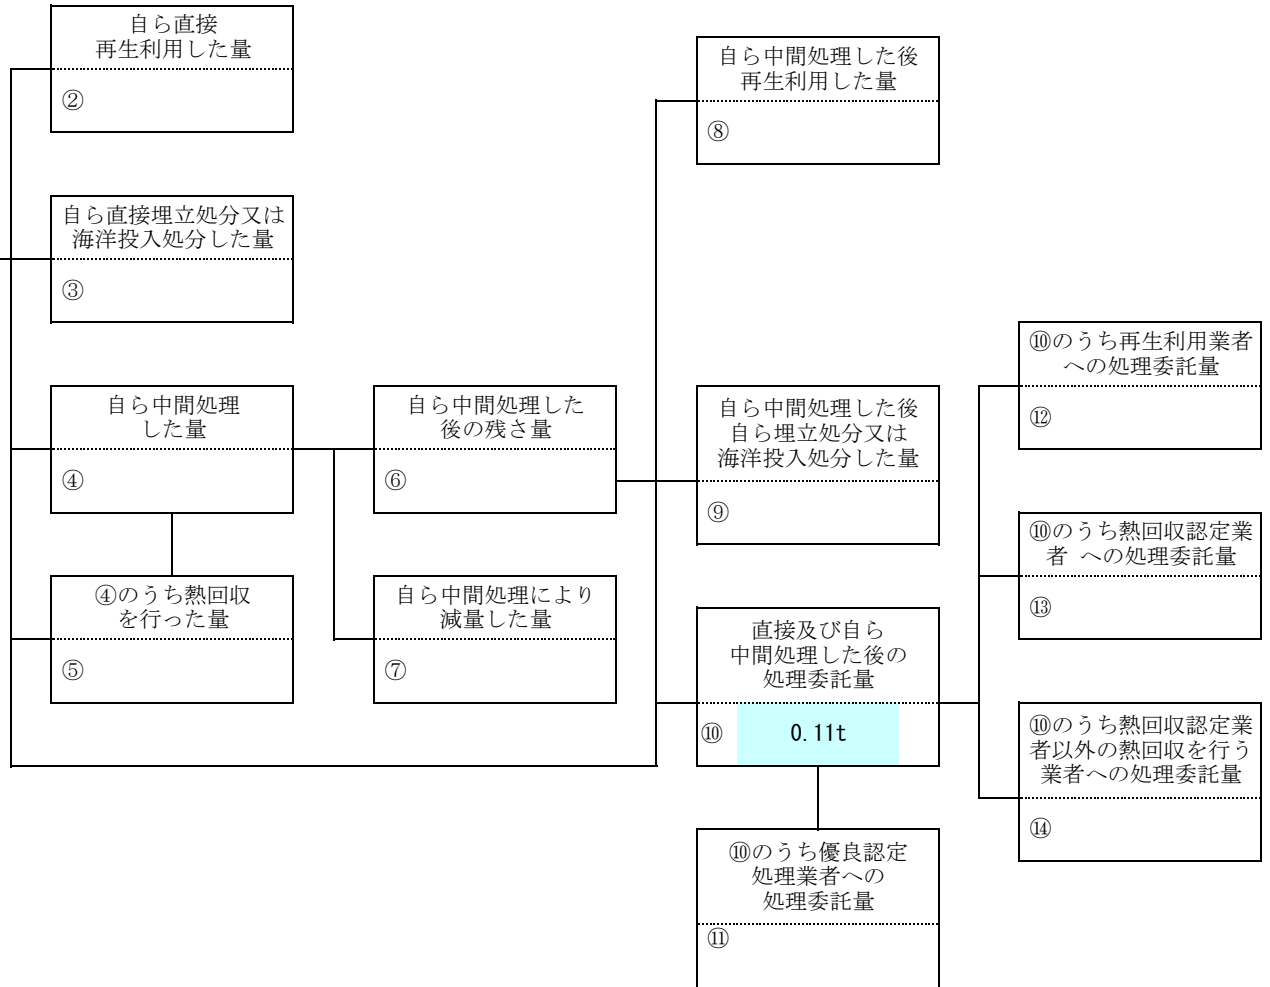 自ら直接
再生利用した量
②
自ら直接埋立処分又は
海洋投入処分した量
③
自ら中間処理
した量
④
④のうち熱回収
を行った量
⑤
自ら中間処理した
後の残さ量
⑥
自ら中間処理により
減量した量
⑦
自ら中間処理した後
再生利用した量
⑧
自ら中間処理した後
自ら埋立処分又は
海洋投入処分した量
⑨
直接及び自ら
中間処理した後の
処理委託量
⑩ 0.11t
⑩のうち優良認定
処理業者への
処理委託量
⑪
⑩のうち再生利用業者
への処理委託量
⑫
⑩のうち熱回収認定業
者 への処理委託量
⑬
⑩のうち熱回収認定業
者以外の熱回収を行う
業者への処理委託量
⑭